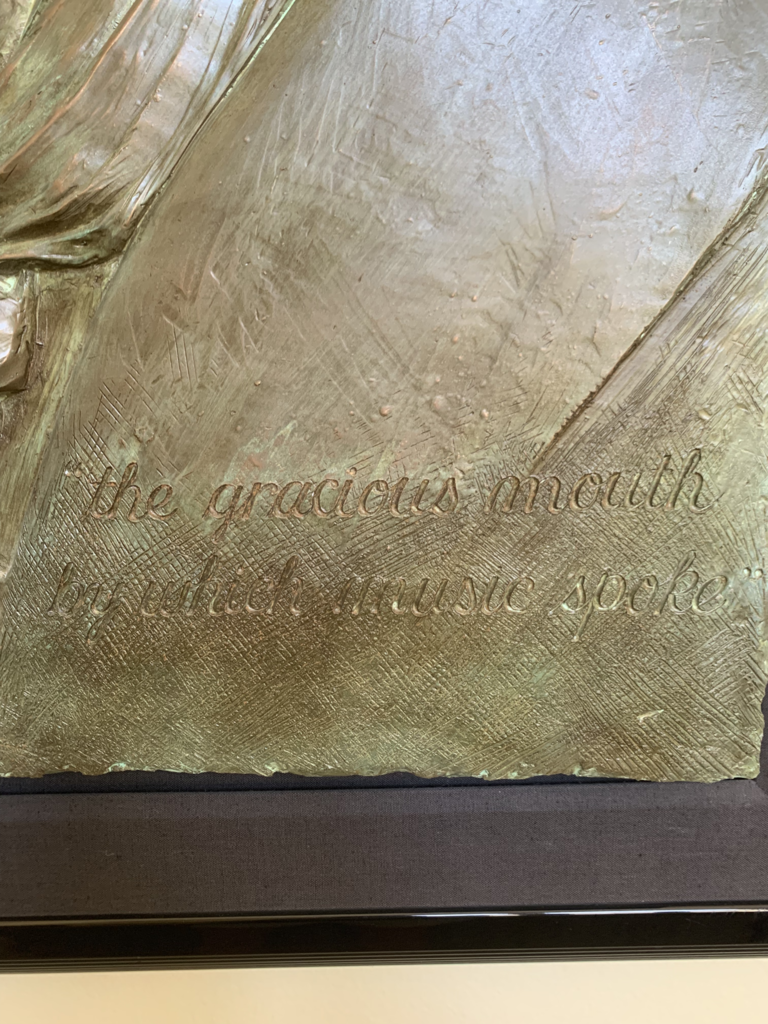 "the gracious mouth
by which music spoke"